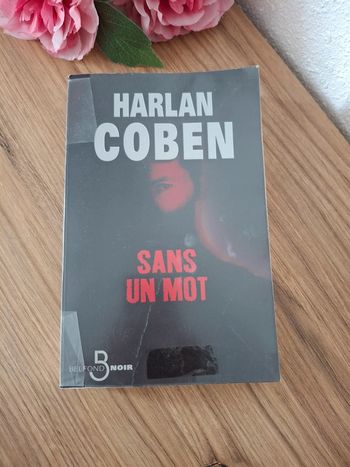 HARLAN
COBEN
SANS
UN MOT
BELFOND B NOIR